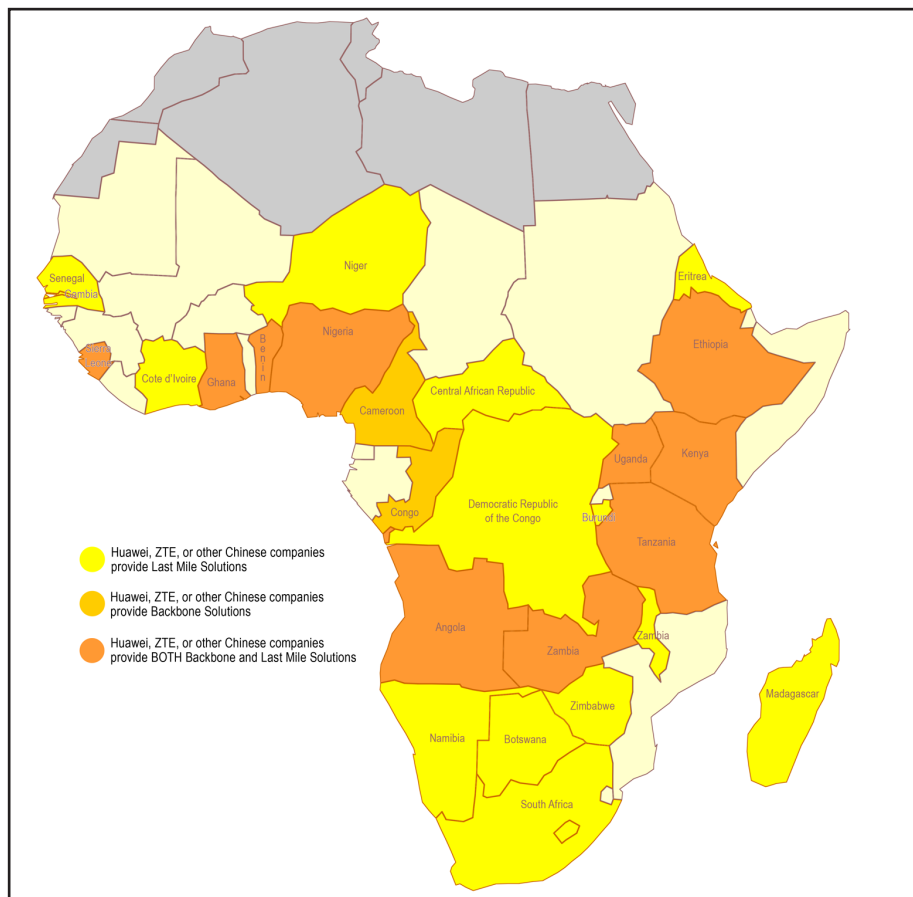 Niger
Senegal
Gambia
Eritrea
Nigeria
Benin
Ethiopia
Sierra
Leone
Cote d'Ivoire
Ghana
Central African Republic
Cameroon
Uganda
Kenya
Democratic Republic
of the Congo
Congo
Burundi
Tanzania
Huawei, ZTE, or other Chinese companies
provide Last Mile Solutions
Huawei, ZTE, or other Chinese companies
provide Backbone Solutions
Huawei, ZTE, or other Chinese companies
provide BOTH Backbone and Last Mile Solutions
Angola
Zambia
Zambia
Madagascar
Zimbabwe
Namibia
Botswana
South Africa